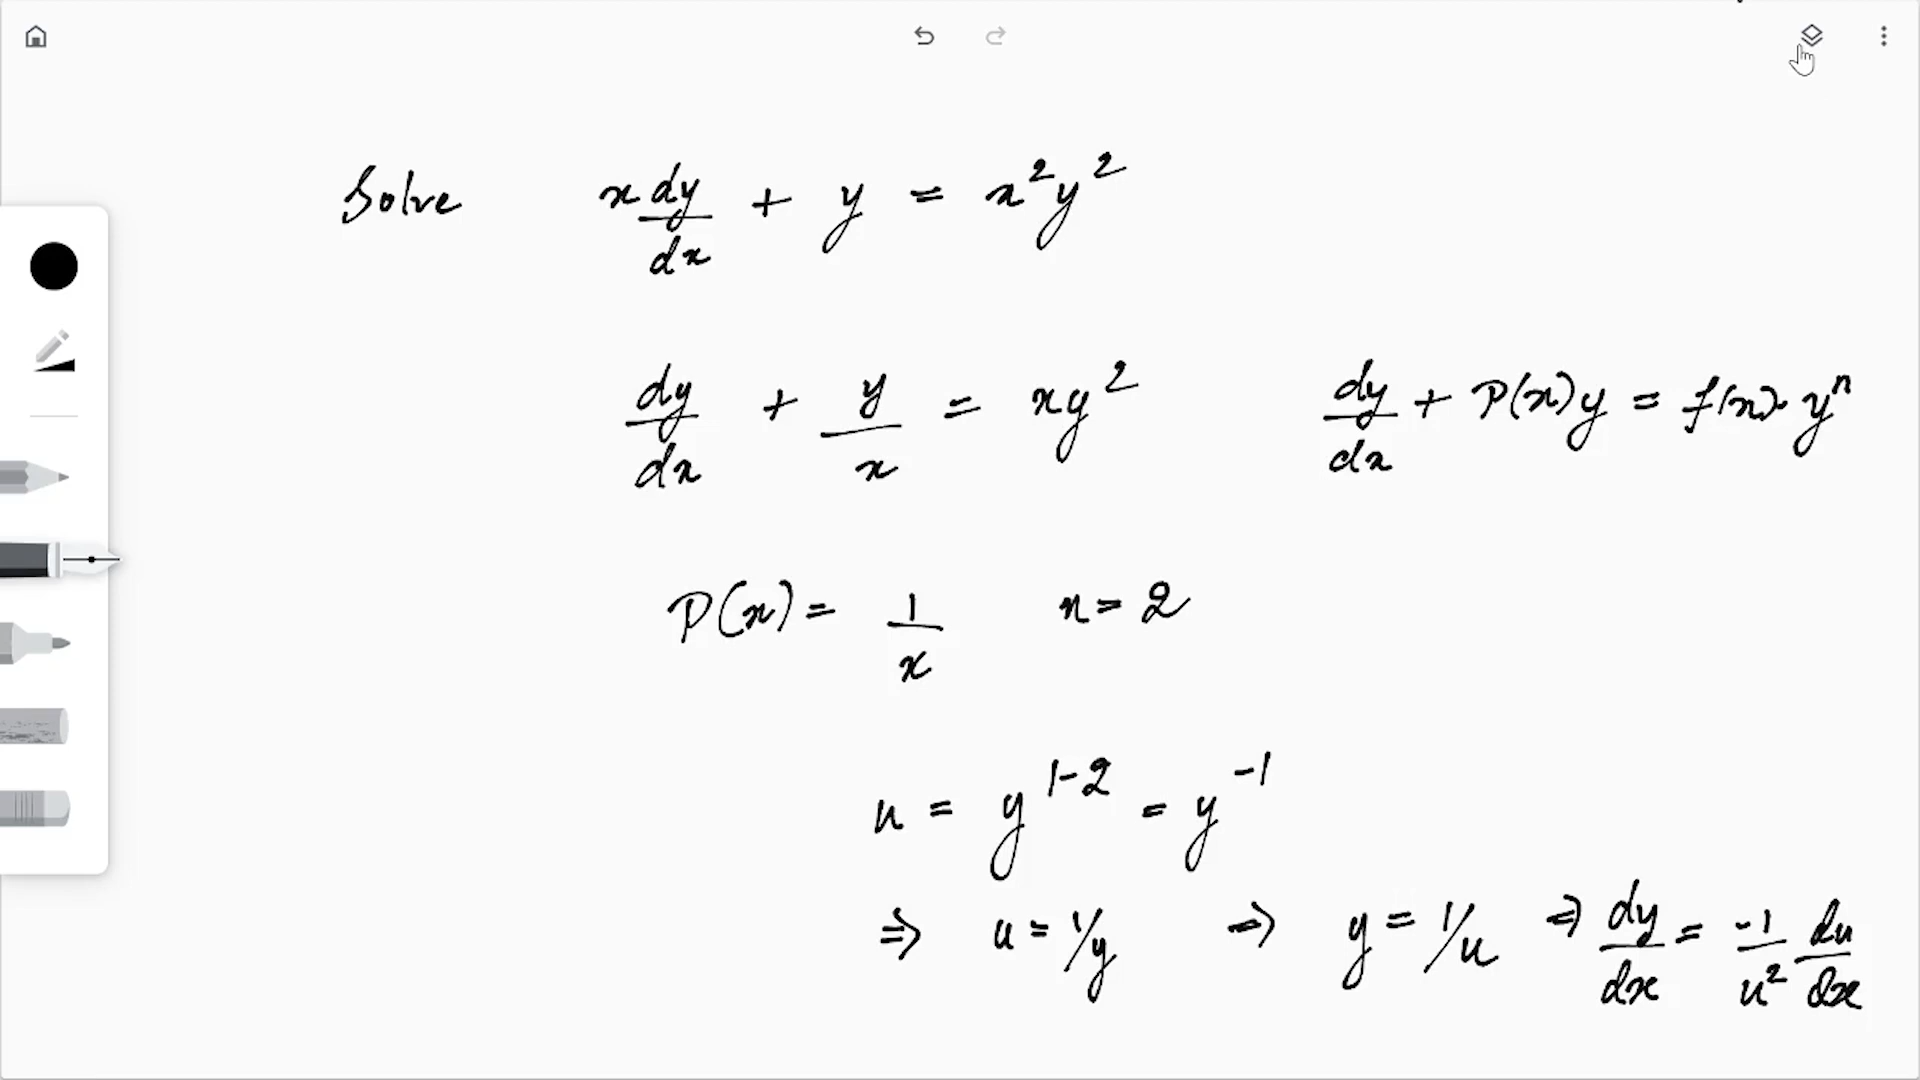 Solve x dy/dx + y = x²y²
dy/dx + y/x = xy² dy/dx + P(x)y = f(x) · yⁿ
P(x) = 1/x n = 2
u = y¹⁻² = y⁻¹
⇒ u = 1/y ⇒ y = 1/u ⇒ dy/dx = -1/u² du/dx